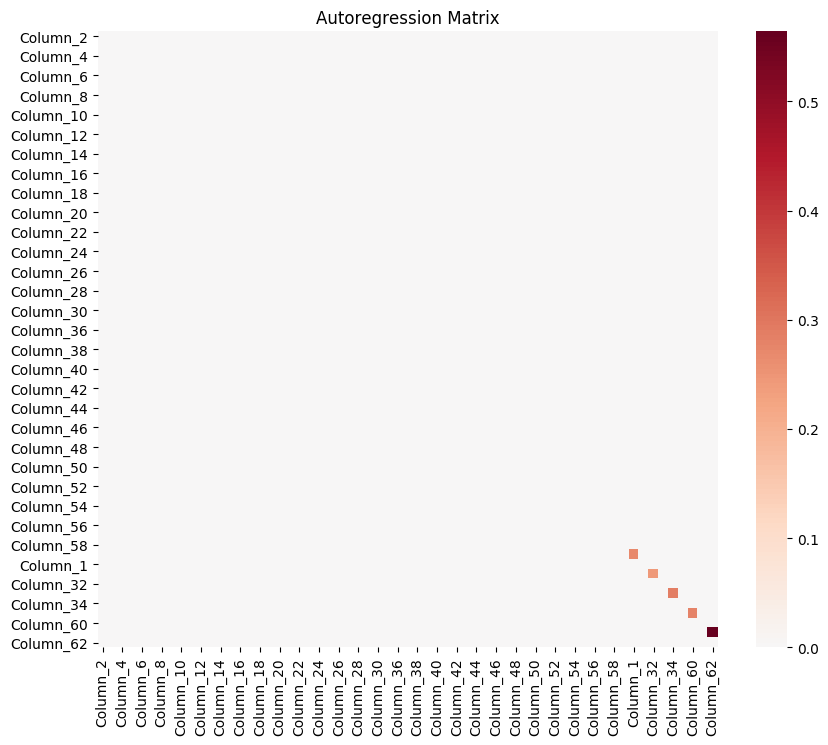 Autoregression Matrix
Column_2
Column_4
Column_6
Column_8
Column_10
Column_12
Column_14
Column_16
Column_18
Column_20
Column_22
Column_24
Column_26
Column_28
Column_30
Column_36
Column_38
Column_40
Column_42
Column_44
Column_46
Column_48
Column_50
Column_52
Column_54
Column_56
Column_58
Column_1
Column_32
Column_34
Column_60
Column_62
Column_2
Column_4
Column_6
Column_8
Column_10
Column_12
Column_14
Column_16
Column_18
Column_20
Column_22
Column_24
Column_26
Column_28
Column_30
Column_36
Column_38
Column_40
Column_42
Column_44
Column_46
Column_48
Column_50
Column_52
Column_54
Column_56
Column_58
Column_1
Column_32
Column_34
Column_60
Column_62
0.5
0.4
0.3
0.2
0.1
0.0